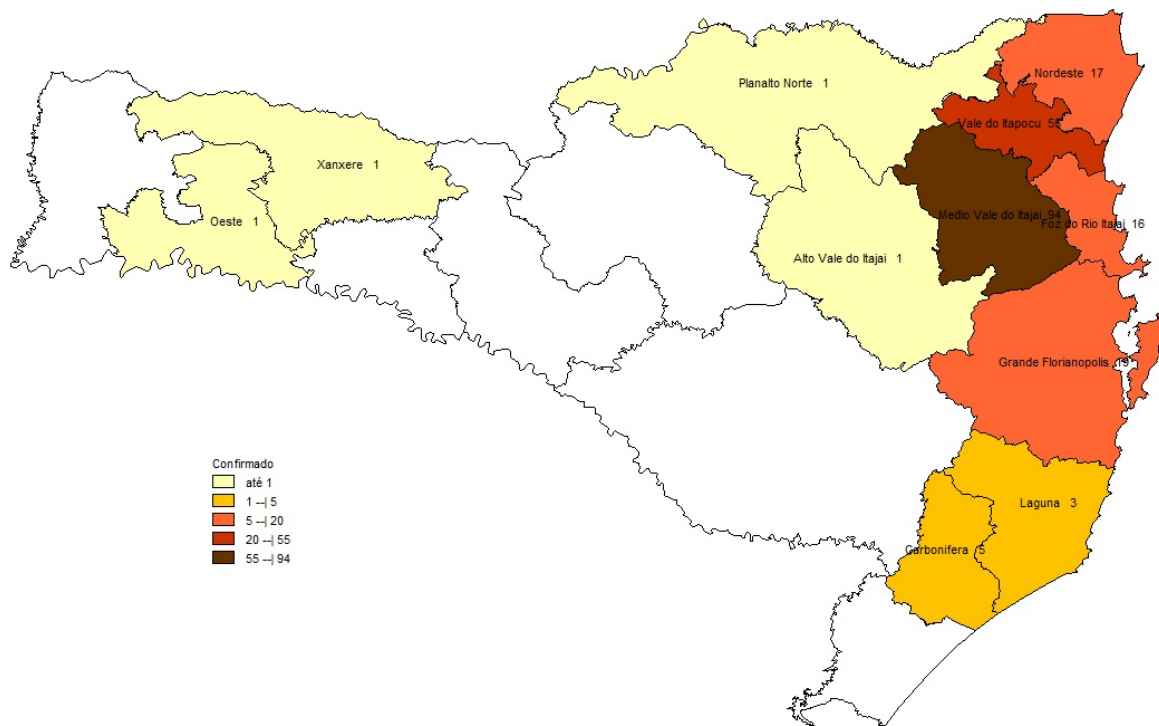 Nordeste 17
Planalto Norte 1
Vale do Itapocu 55
Xanxere 1
Oeste 1
Medio Vale do Itajai 94
Foz do Rio Itajai 16
Alto Vale do Itajai 1
Grande Florianopolis 19
Confirmado
até 1
1 --| 5
5 --| 20
20 --| 55
55 --| 94
Laguna 3
Carbonifera 5